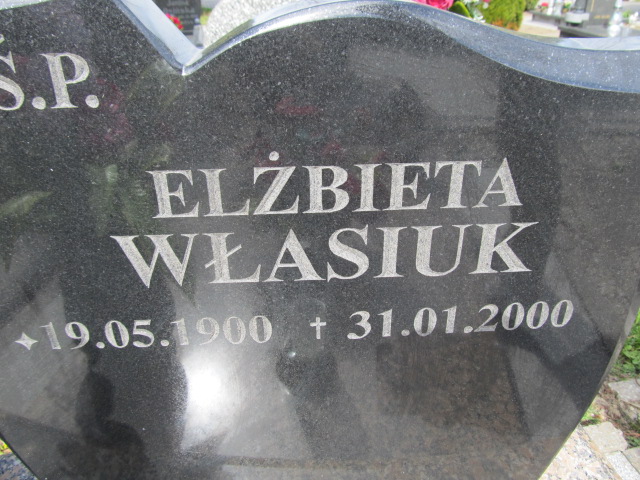 Ś.P.
ELŻBIETA
WŁASIUK
19.05.1900 † 31.01.2000